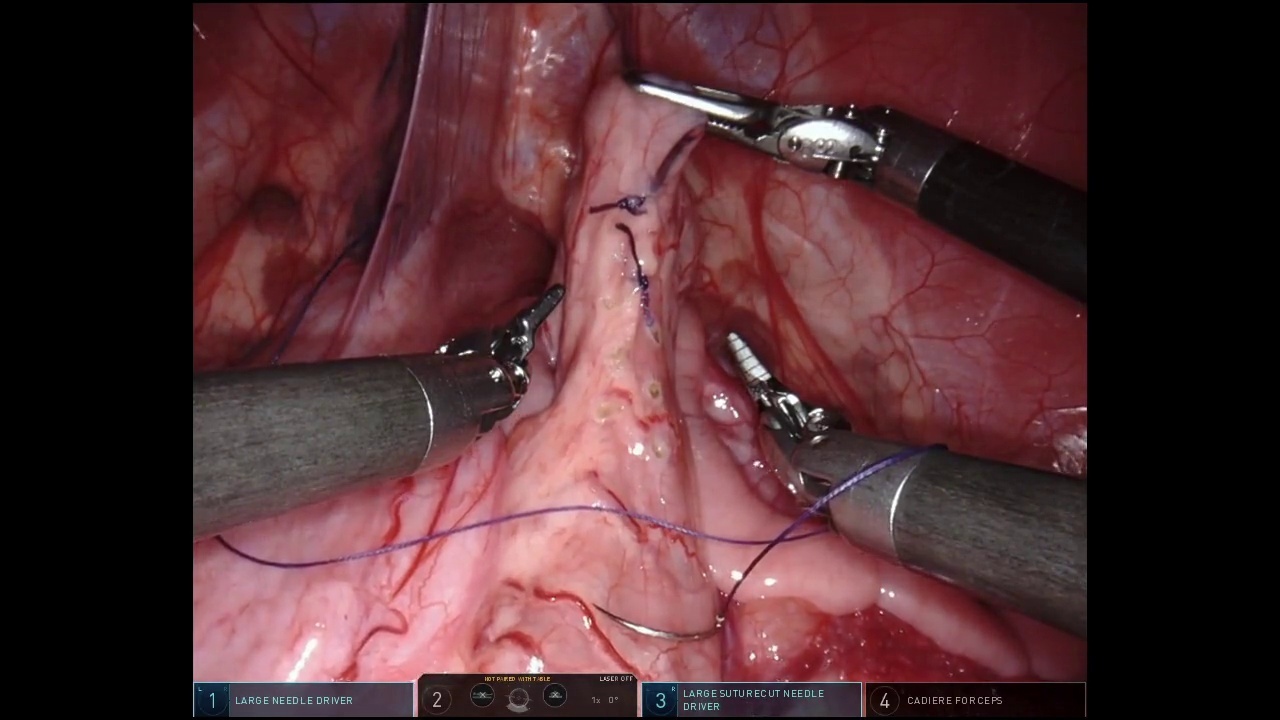 L
1
LARGE NEEDLE DRIVER
NOT PAIRED WITH TABLE
LASER OFF
2
1x 0°
R
3
LARGE SUTURECUT NEEDLE
DRIVER
4
CADIERE FORCEPS